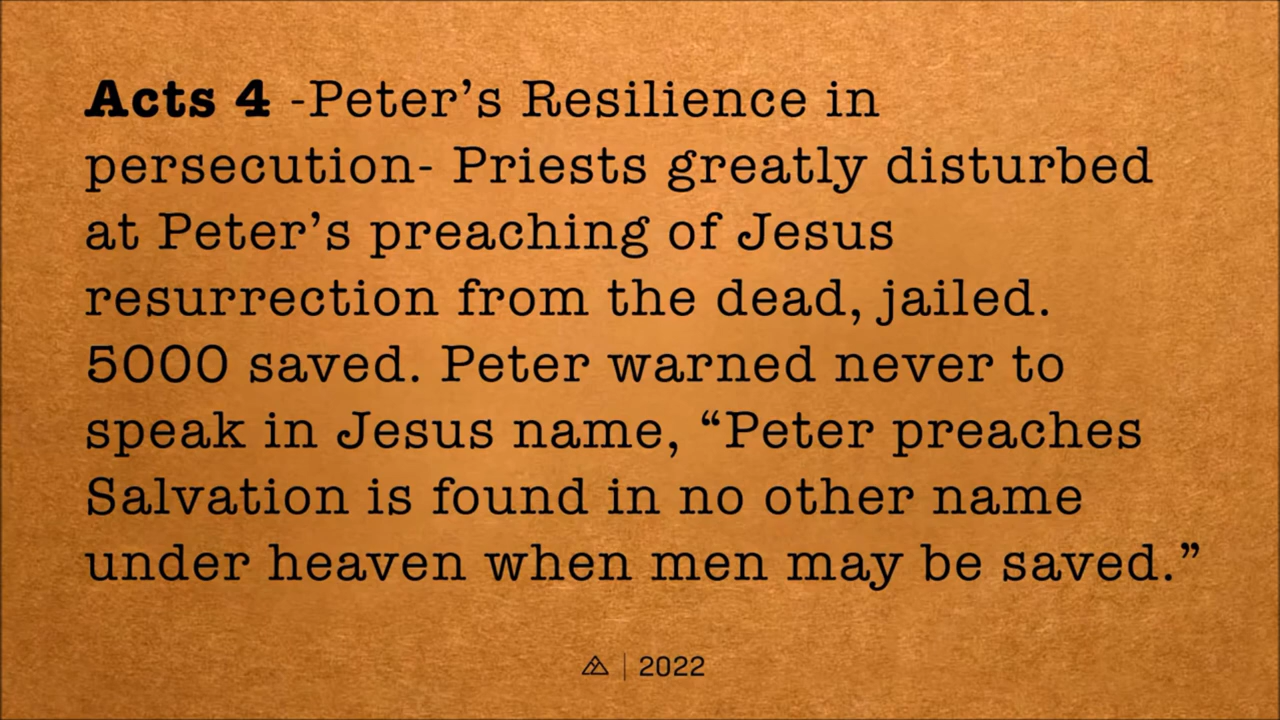 Acts 4 -Peter’s Resilience in
persecution- Priests greatly disturbed
at Peter’s preaching of Jesus
resurrection from the dead, jailed.
5000 saved. Peter warned never to
speak in Jesus name, “Peter preaches
Salvation is found in no other name
under heaven when men may be saved.”
| 2022